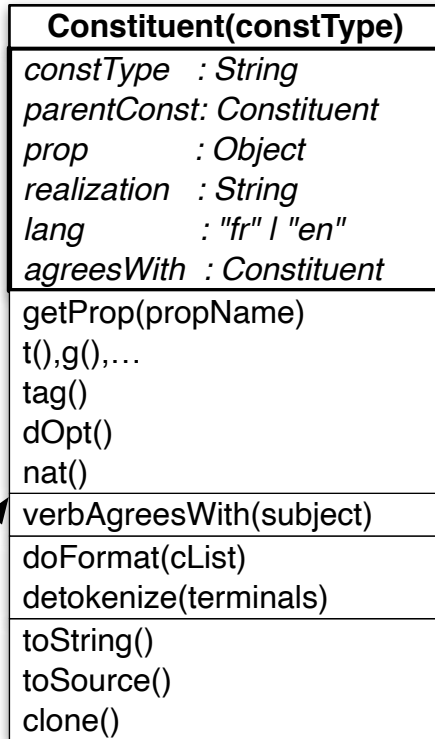 Constituent(constType)
constType : String
parentConst: Constituent
prop : Object
realization : String
lang : "fr" | "en"
agreesWith : Constituent
getProp(propName)
t(),g(),…
tag()
dOpt()
nat()
verbAgreesWith(subject)
doFormat(cList)
detokenize(terminals)
toString()
toSource()
clone()